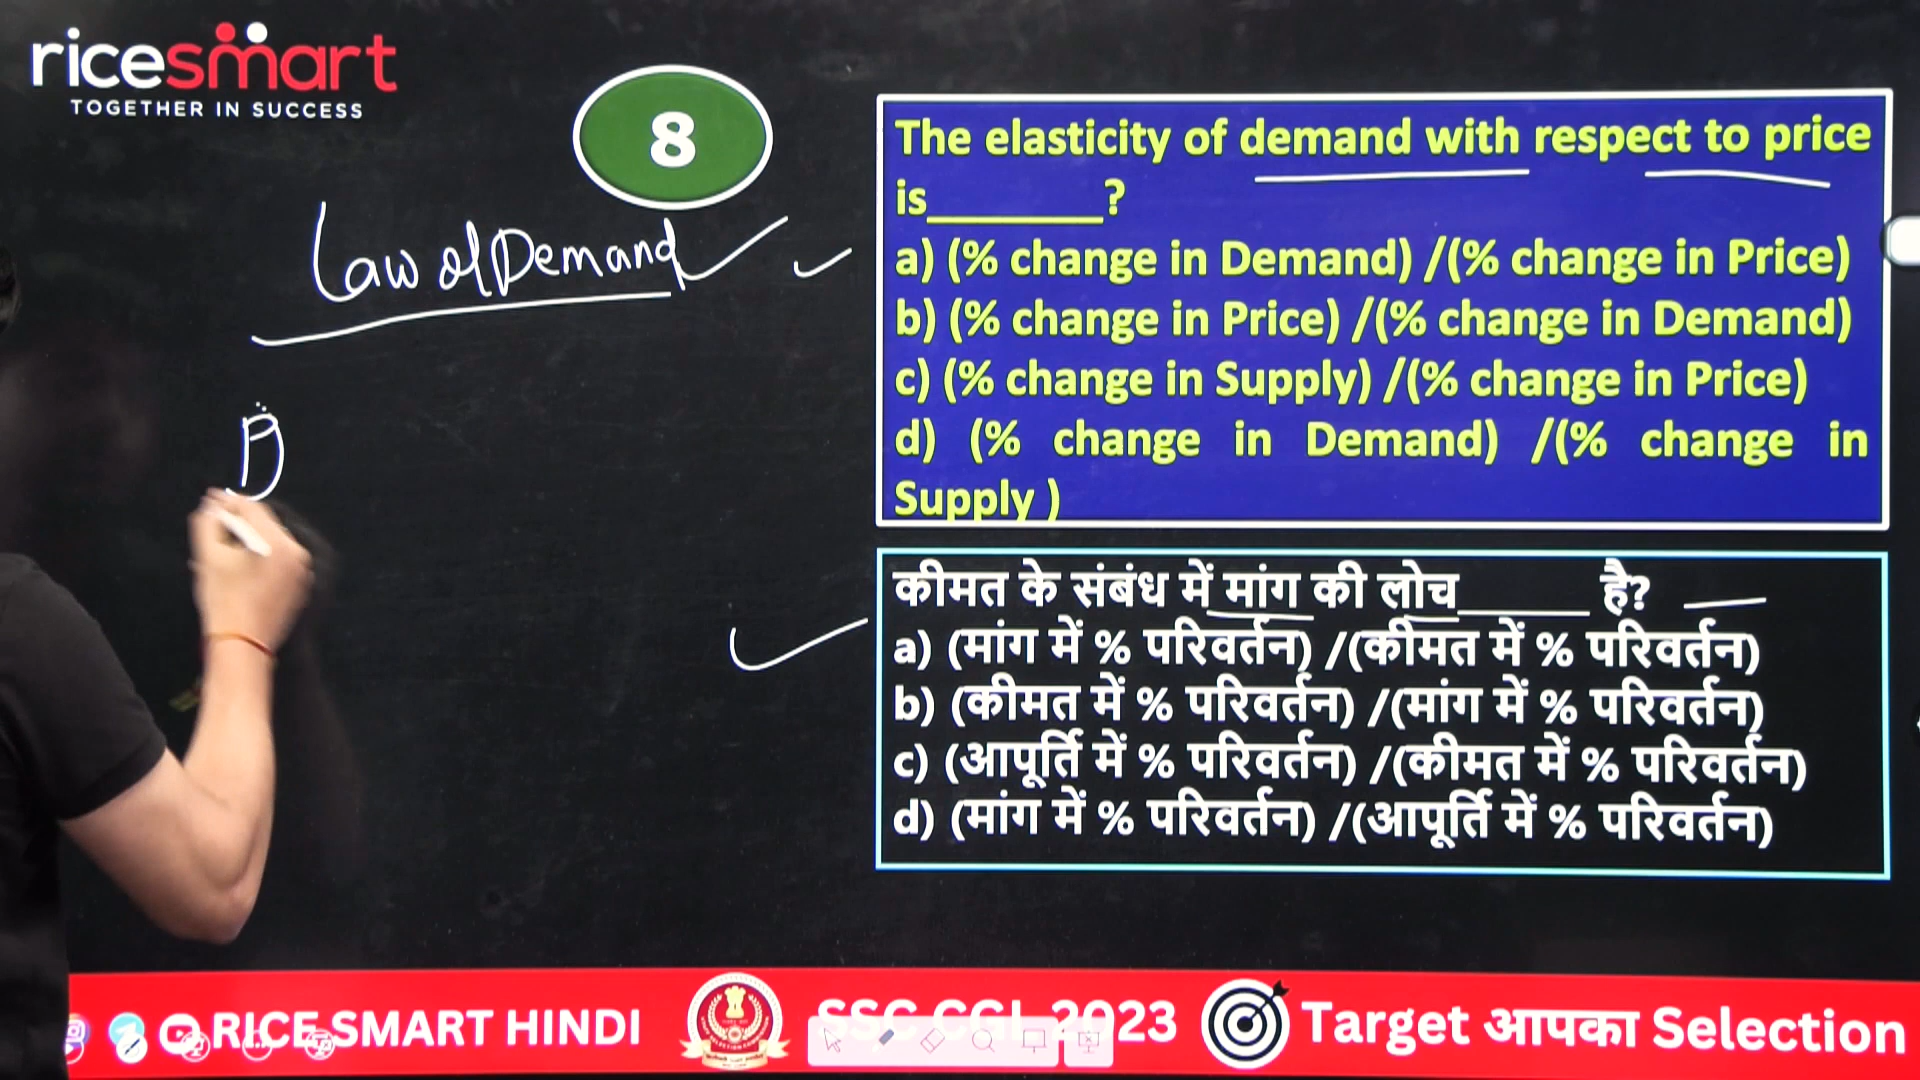 ricesmart
TOGETHER IN SUCCESS
8
Law of Demand
D
The elasticity of demand with respect to price
is_______?
a) (% change in Demand) /(% change in Price)
b) (% change in Price) /(% change in Demand)
c) (% change in Supply) /(% change in Price)
d) (% change in Demand) /(% change in
Supply )
कीमत के संबंध में मांग की लोच______ है?
a) (मांग में % परिवर्तन) /(कीमत में % परिवर्तन)
b) (कीमत में % परिवर्तन) /(मांग में % परिवर्तन)
c) (आपूर्ति में % परिवर्तन) /(कीमत में % परिवर्तन)
d) (मांग में % परिवर्तन) /(आपूर्ति में % परिवर्तन)
RICE SMART HINDI
SSC CGL 2023
Target आपका Selection